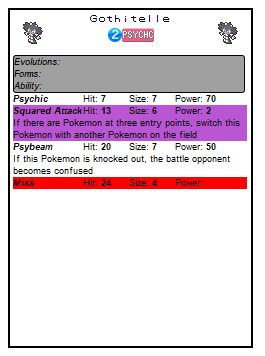 Gothitelle
2 PSYCHC
Evolutions:
Forms:
Ability:
Psychic Hit: 7 Size: 7 Power: 70
Squared Attack Hit: 13 Size: 6 Power: 2
If there are Pokemon at three entry points, switch this
Pokemon with another Pokemon on the field
Psybeam Hit: 20 Size: 7 Power: 50
If this Pokemon is knocked out, the battle opponent
becomes confused
Miss Hit: 24 Size: 4 Power: